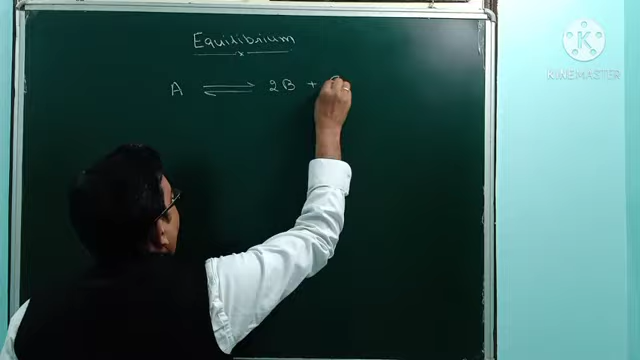 Equilibrium
A ⇌ 2B +
K
KINEMASTER